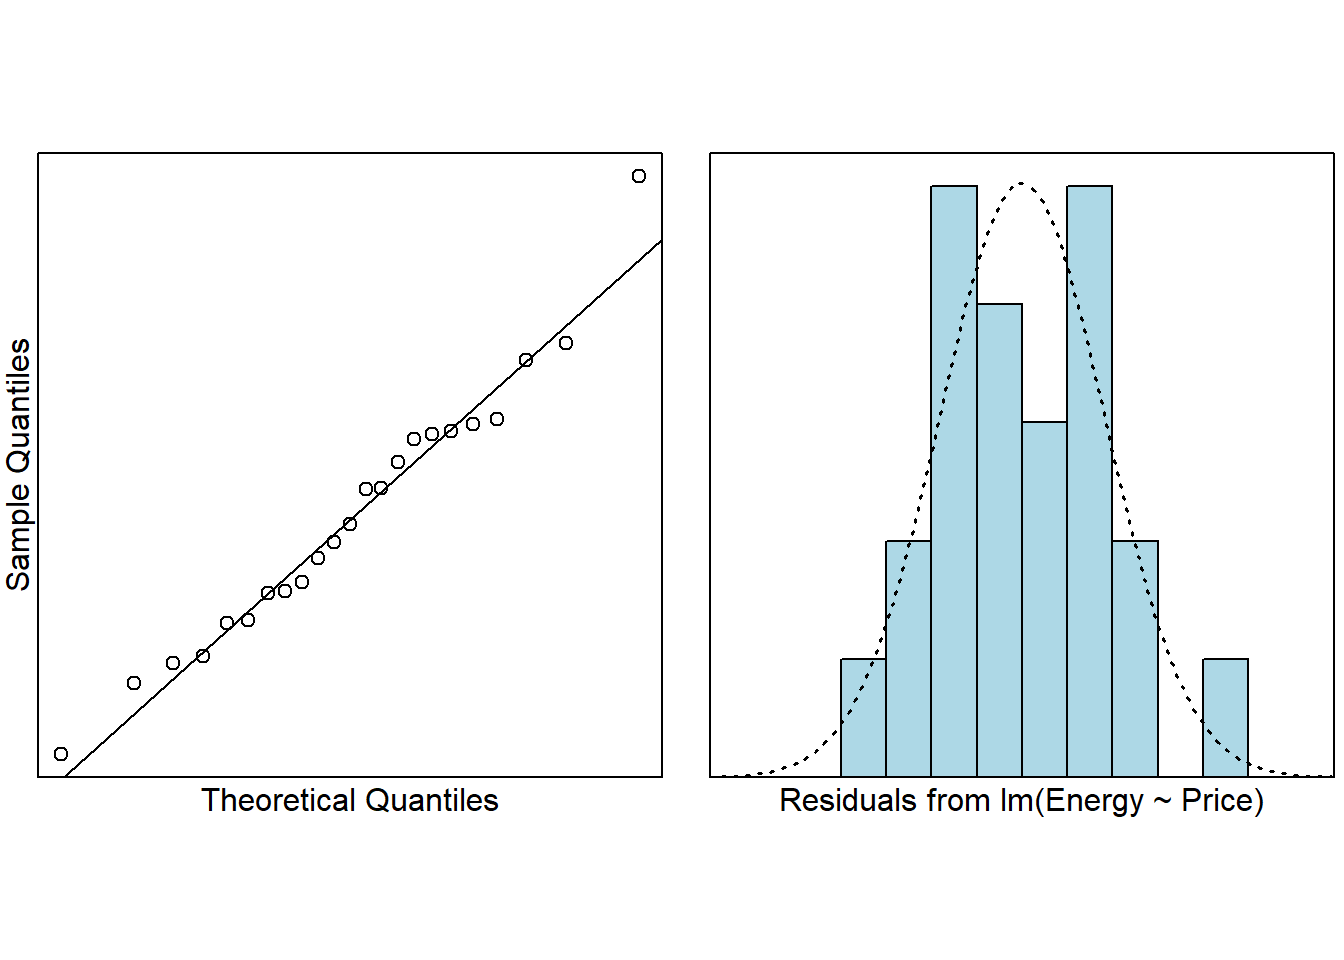 Sample Quantiles
Theoretical Quantiles
Residuals from lm(Energy ~ Price)